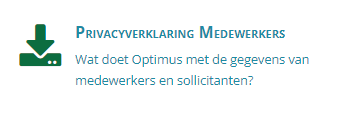 Privacyverklaring Medewerkers
Wat doet Optimus met de gegevens van
medewerkers en sollicitanten?